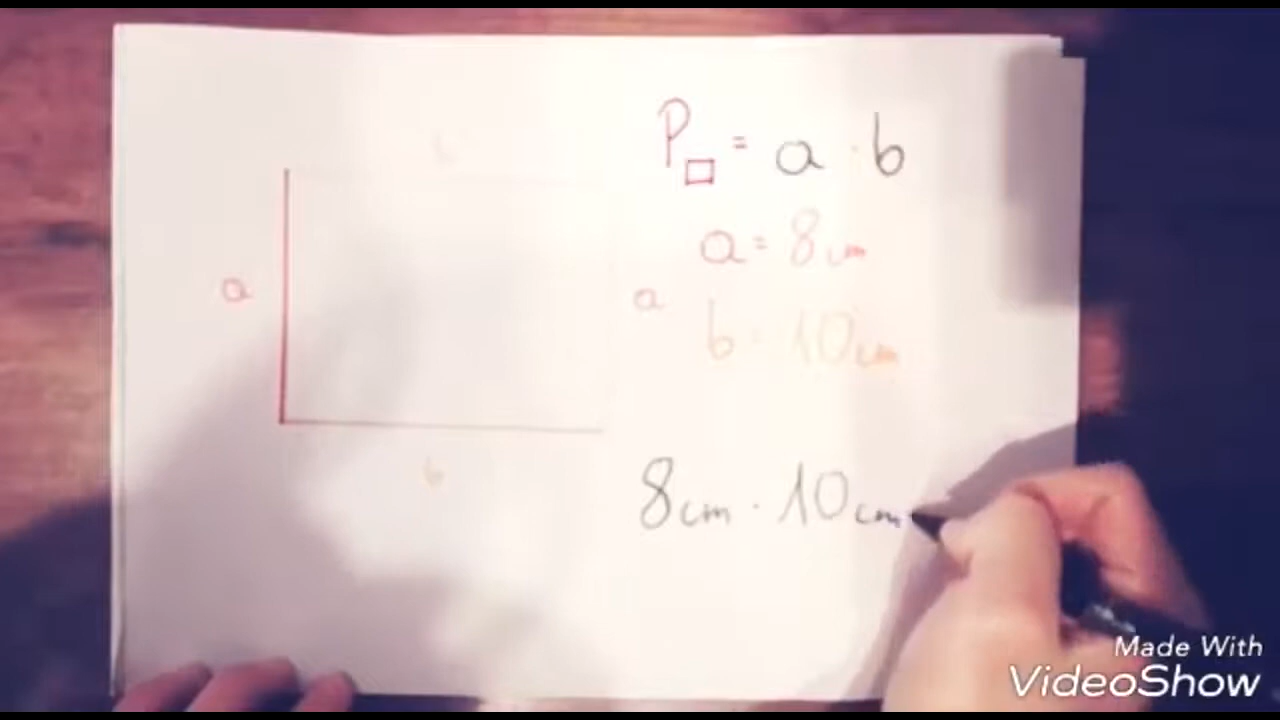 P□ = a · b
a = 8cm
a
a
b = 10cm
b
b
8cm · 10cm
Made With
VideoShow